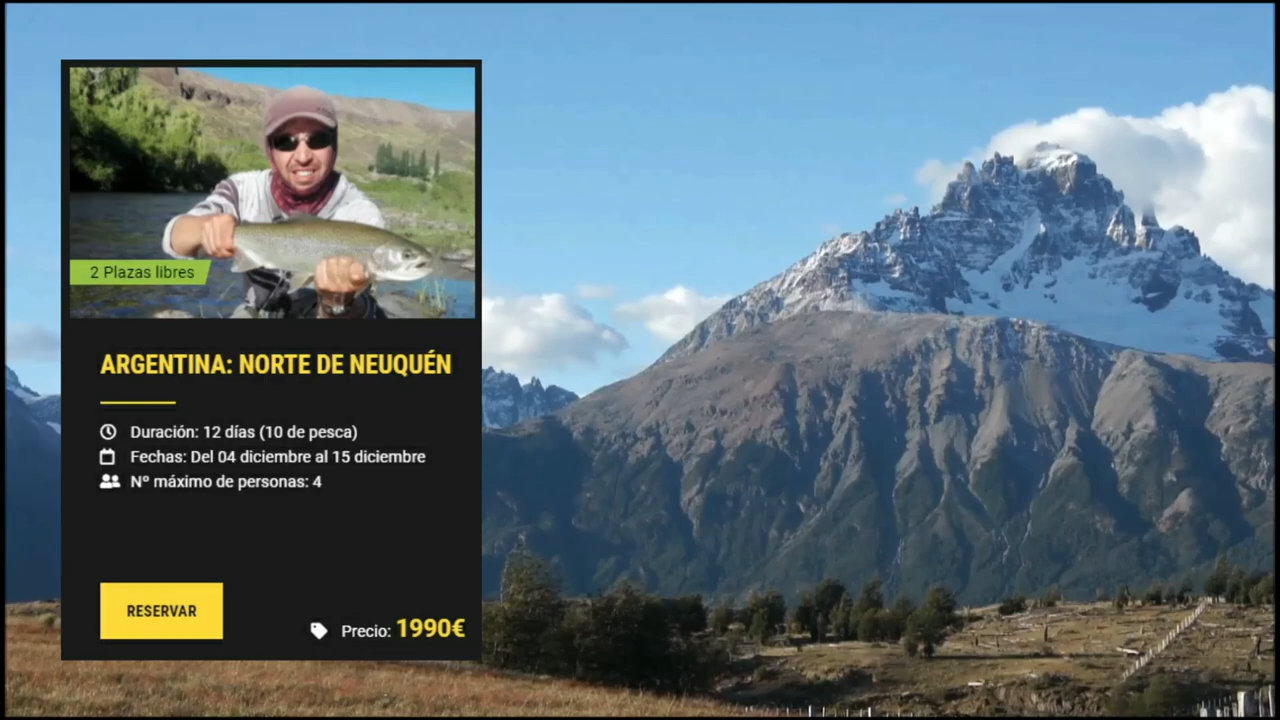 2 Plazas libres
ARGENTINA: NORTE DE NEUQUÉN
Duración: 12 días (10 de pesca)
Fechas: Del 04 diciembre al 15 diciembre
Nº máximo de personas: 4
RESERVAR
Precio: 1990€